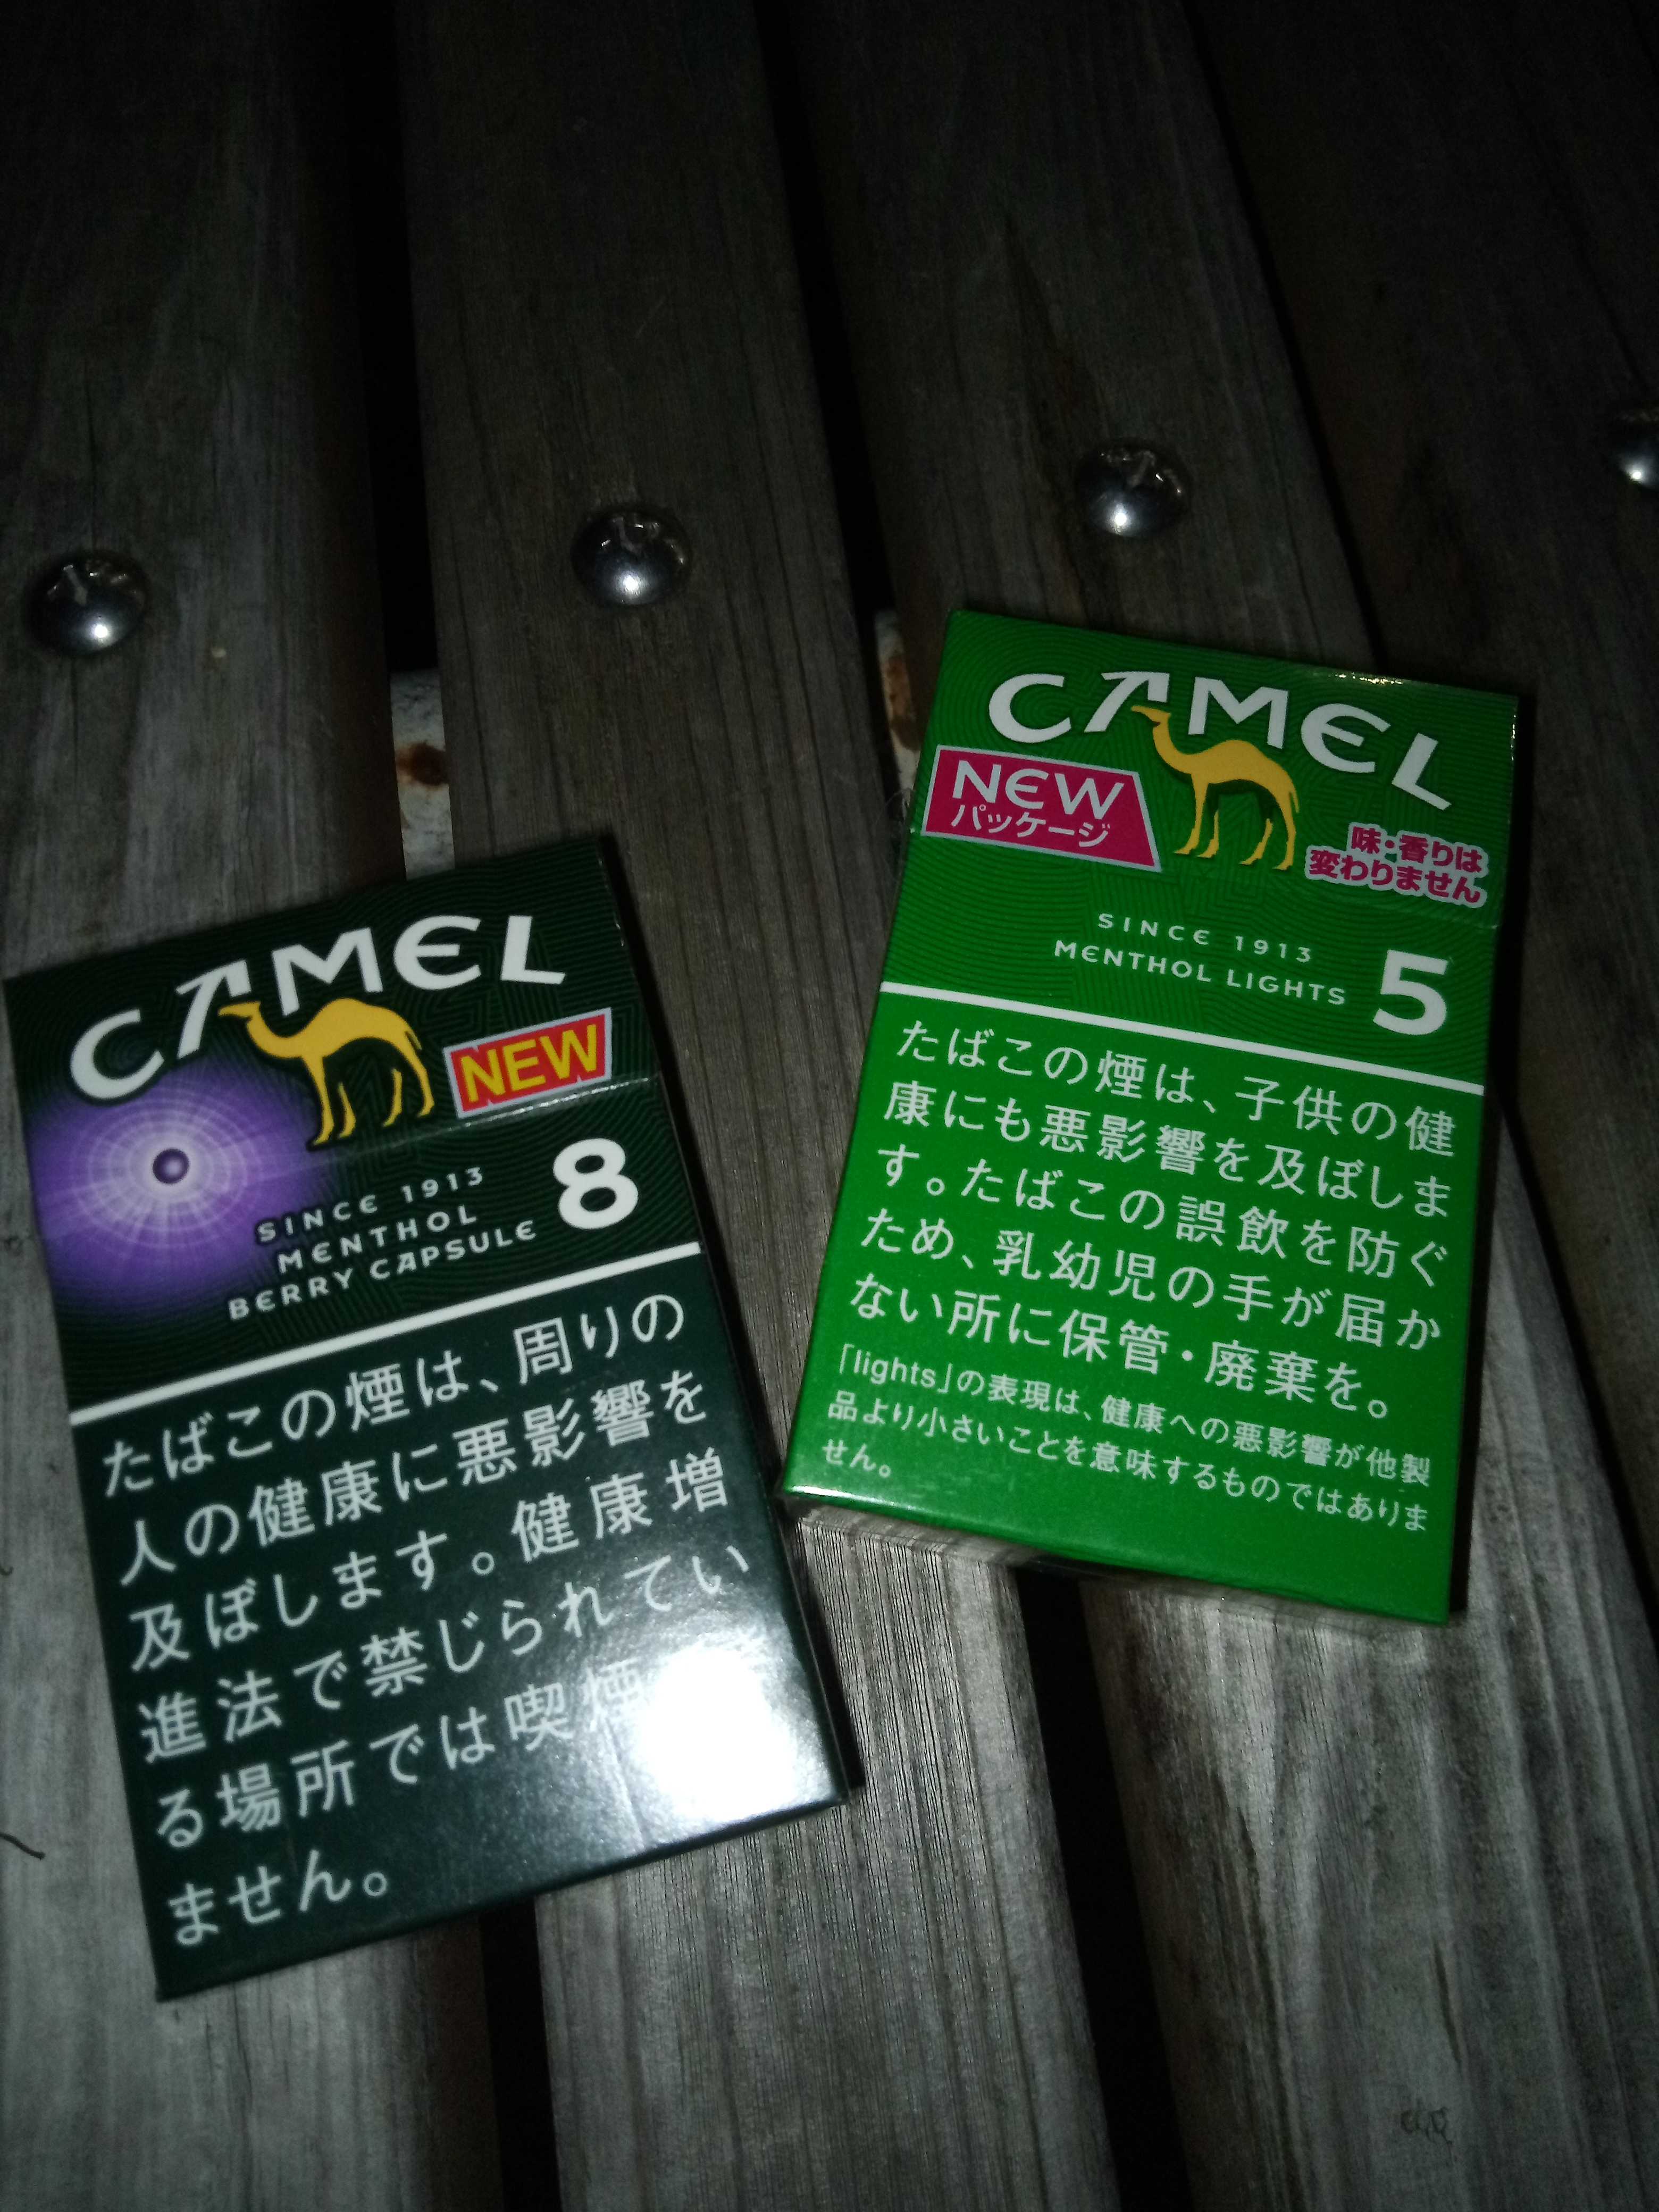 CAMEL
NEW
SINCE 1913
MENTHOL
BERRY CAPSULE
8
たばこの煙は、周りの
人の健康に悪影響を
及ぼします。健康増
進法で禁じられてい
る場所では喫煙
ません。
CAMEL
NEW
パッケージ
味・香りは
変わりません
SINCE 1913
MENTHOL LIGHTS
5
たばこの煙は、子供の健
康にも悪影響を及ぼしま
す。たばこの誤飲を防ぐ
ため、乳幼児の手が届か
ない所に保管・廃棄を。
「lights」の表現は、健康への悪影響が他製
品より小さいことを意味するものではありま
せん。